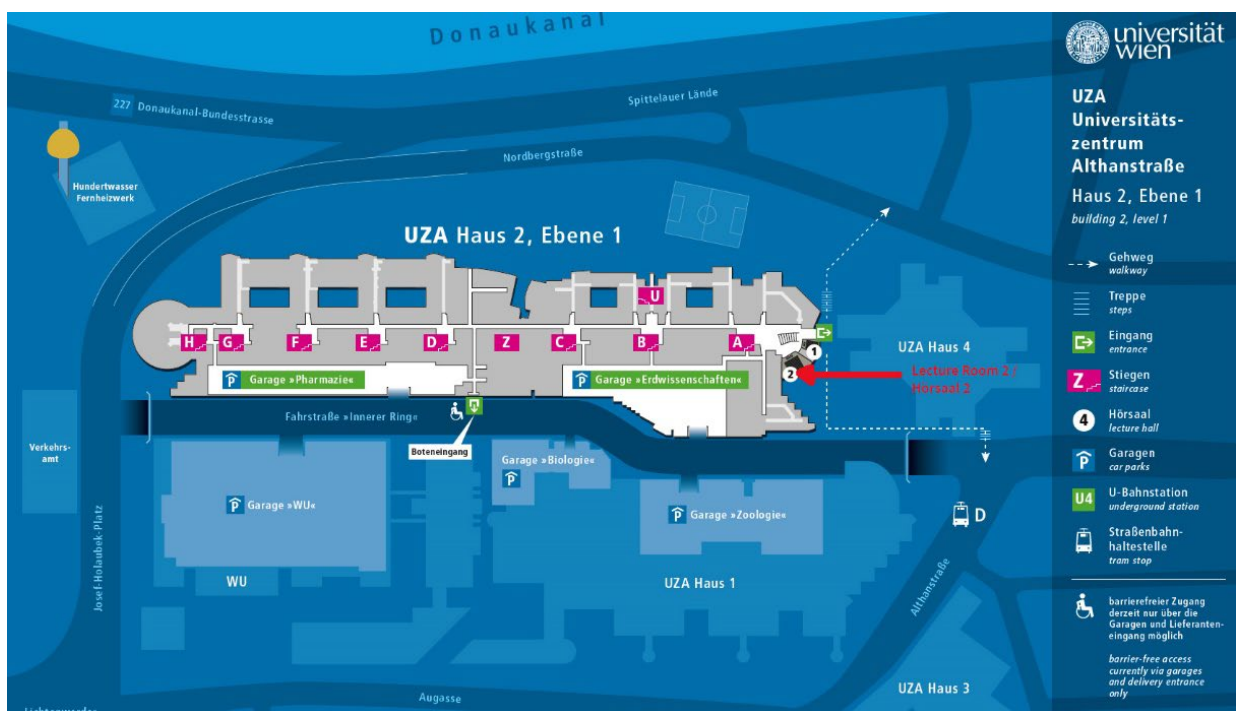 Donaukanal
227 Donaukanal-Bundesstrasse
Spittelauer Lände
Nordbergstraße
Hundertwasser
Fernheizwerk
UZA Haus 2, Ebene 1
U
H
G
F
E
D
Z
C
B
A
1
2
UZA Haus 4
Lecture Room 2 /
Hörsaal 2
Garage »Pharmazie«
Garage »Erdwissenschaften«
Fahrstraße »Innerer Ring«
Boteneingang
Verkehrs-
amt
Garage »Biologie«
Garage »WU«
Garage »Zoologie«
D
WU
UZA Haus 1
Josef-Holaubek-Platz
Althanstraße
Augasse
UZA Haus 3
universität
wien
UZA
Universitäts-
zentrum
Althanstraße
Haus 2, Ebene 1
building 2, level 1
Gehweg
walkway
Treppe
steps
Eingang
entrance
Z
Stiegen
staircase
4
Hörsaal
lecture hall
P
Garagen
car parks
U4
U-Bahnstation
underground station
Straßenbahn-
haltestelle
tram stop
barrierefreier Zugang
derzeit nur über die
Garagen und Lieferanten-
eingang möglich
barrier-free access
currently via garages
and delivery entrance
only